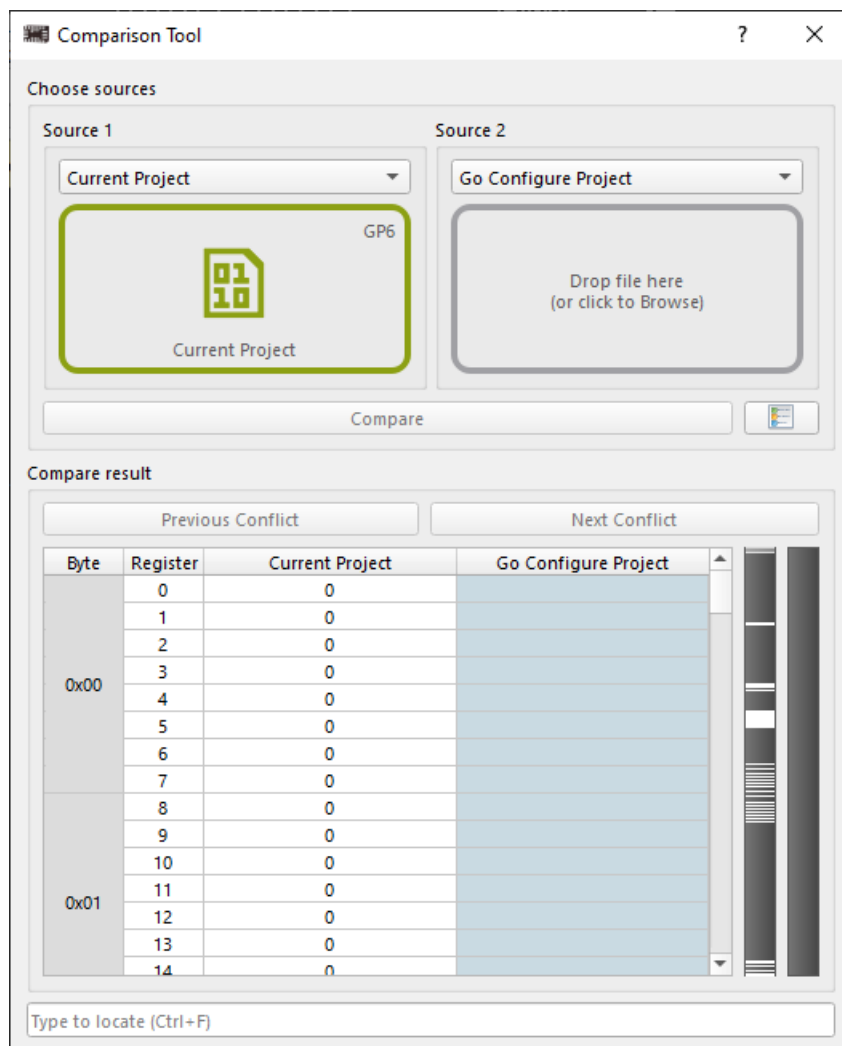 Comparison Tool ?
Choose sources
Source 1 Source 2
Current Project Go Configure Project
GP6
0110
Drop file here
(or click to Browse)
Current Project
Compare
Compare result
Previous Conflict Next Conflict
Byte Register Current Project Go Configure Project
0 0
1 0
2 0
3 0
0x00
4 0
5 0
6 0
7 0
8 0
9 0
10 0
11 0
0x01
12 0
13 0
14 0
Type to locate (Ctrl+F)